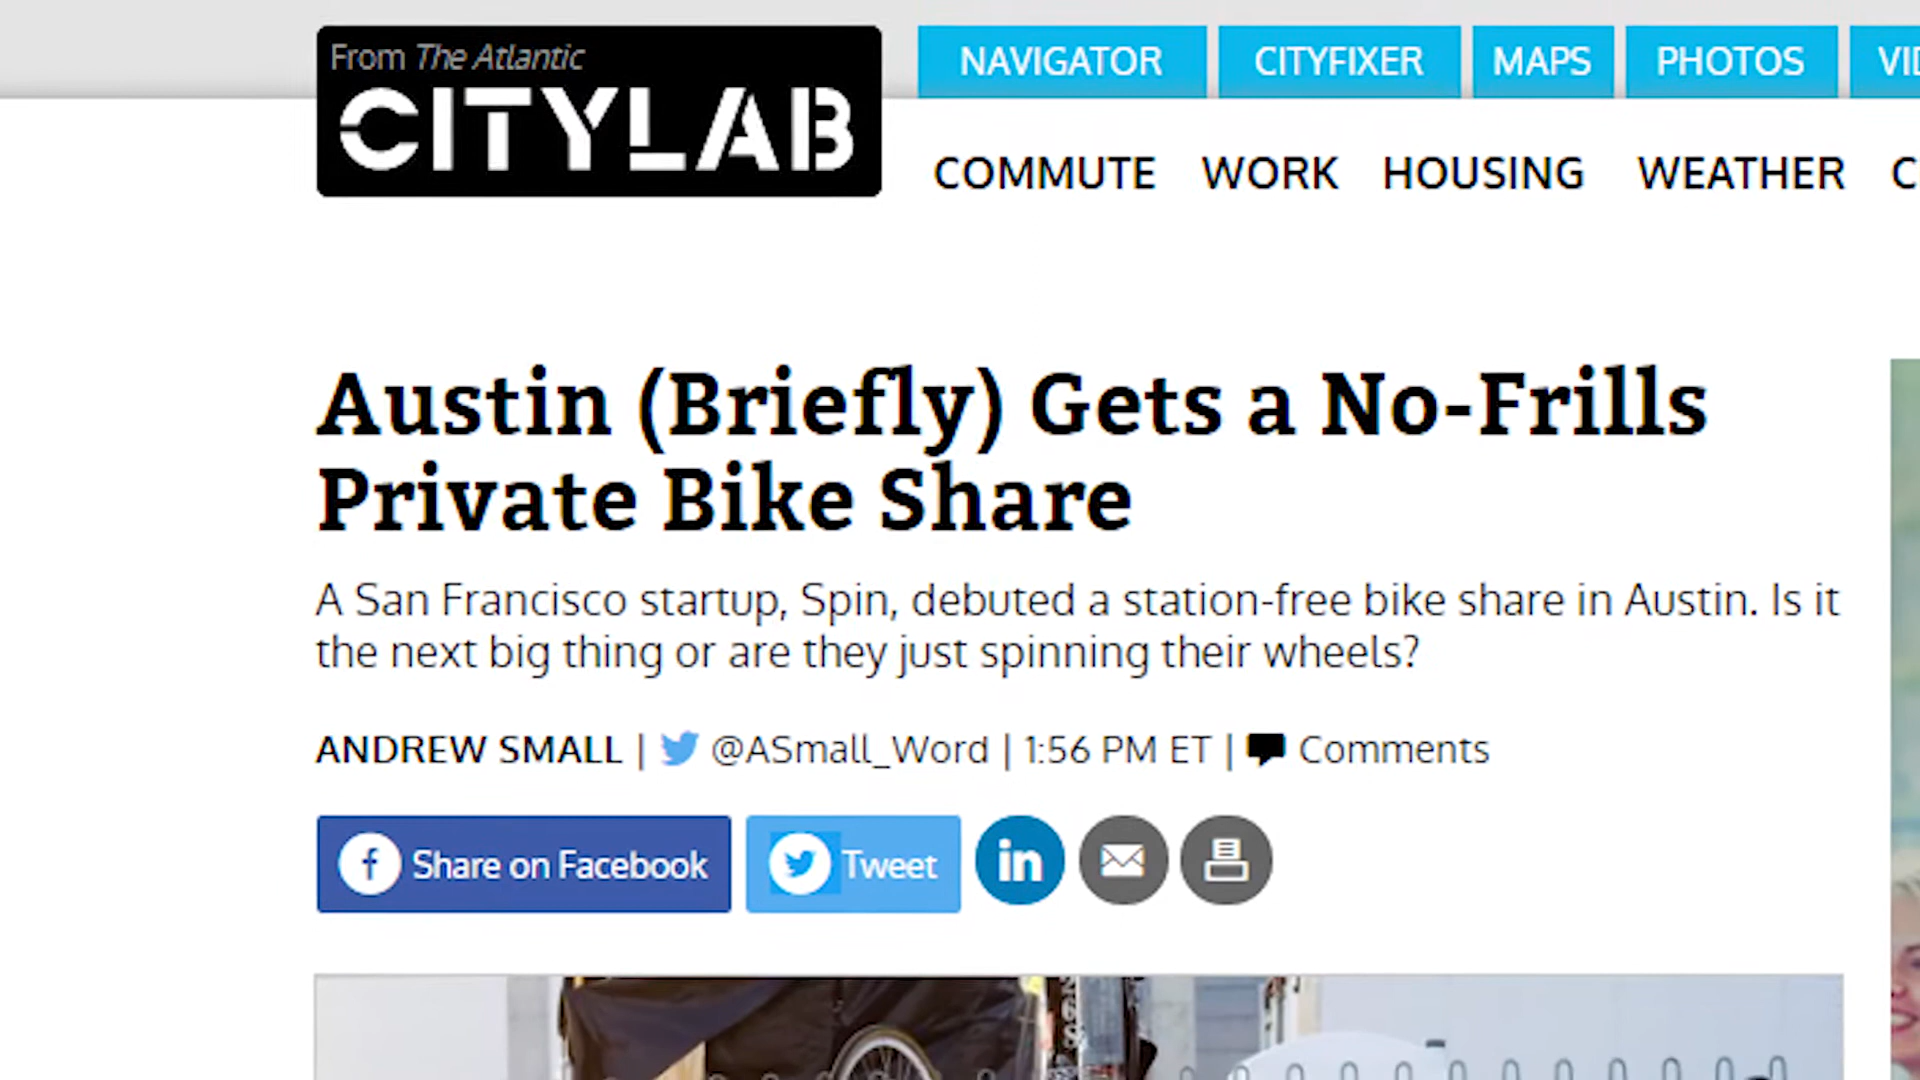 From The Atlantic
CITYLAB
NAVIGATOR
CITYFIXER
MAPS
PHOTOS
COMMUTE
WORK
HOUSING
WEATHER
Austin (Briefly) Gets a No-Frills
Private Bike Share
A San Francisco startup, Spin, debuted a station-free bike share in Austin. Is it
the next big thing or are they just spinning their wheels?
ANDREW SMALL | @ASmall_Word | 1:56 PM ET | Comments
Share on Facebook
Tweet
in